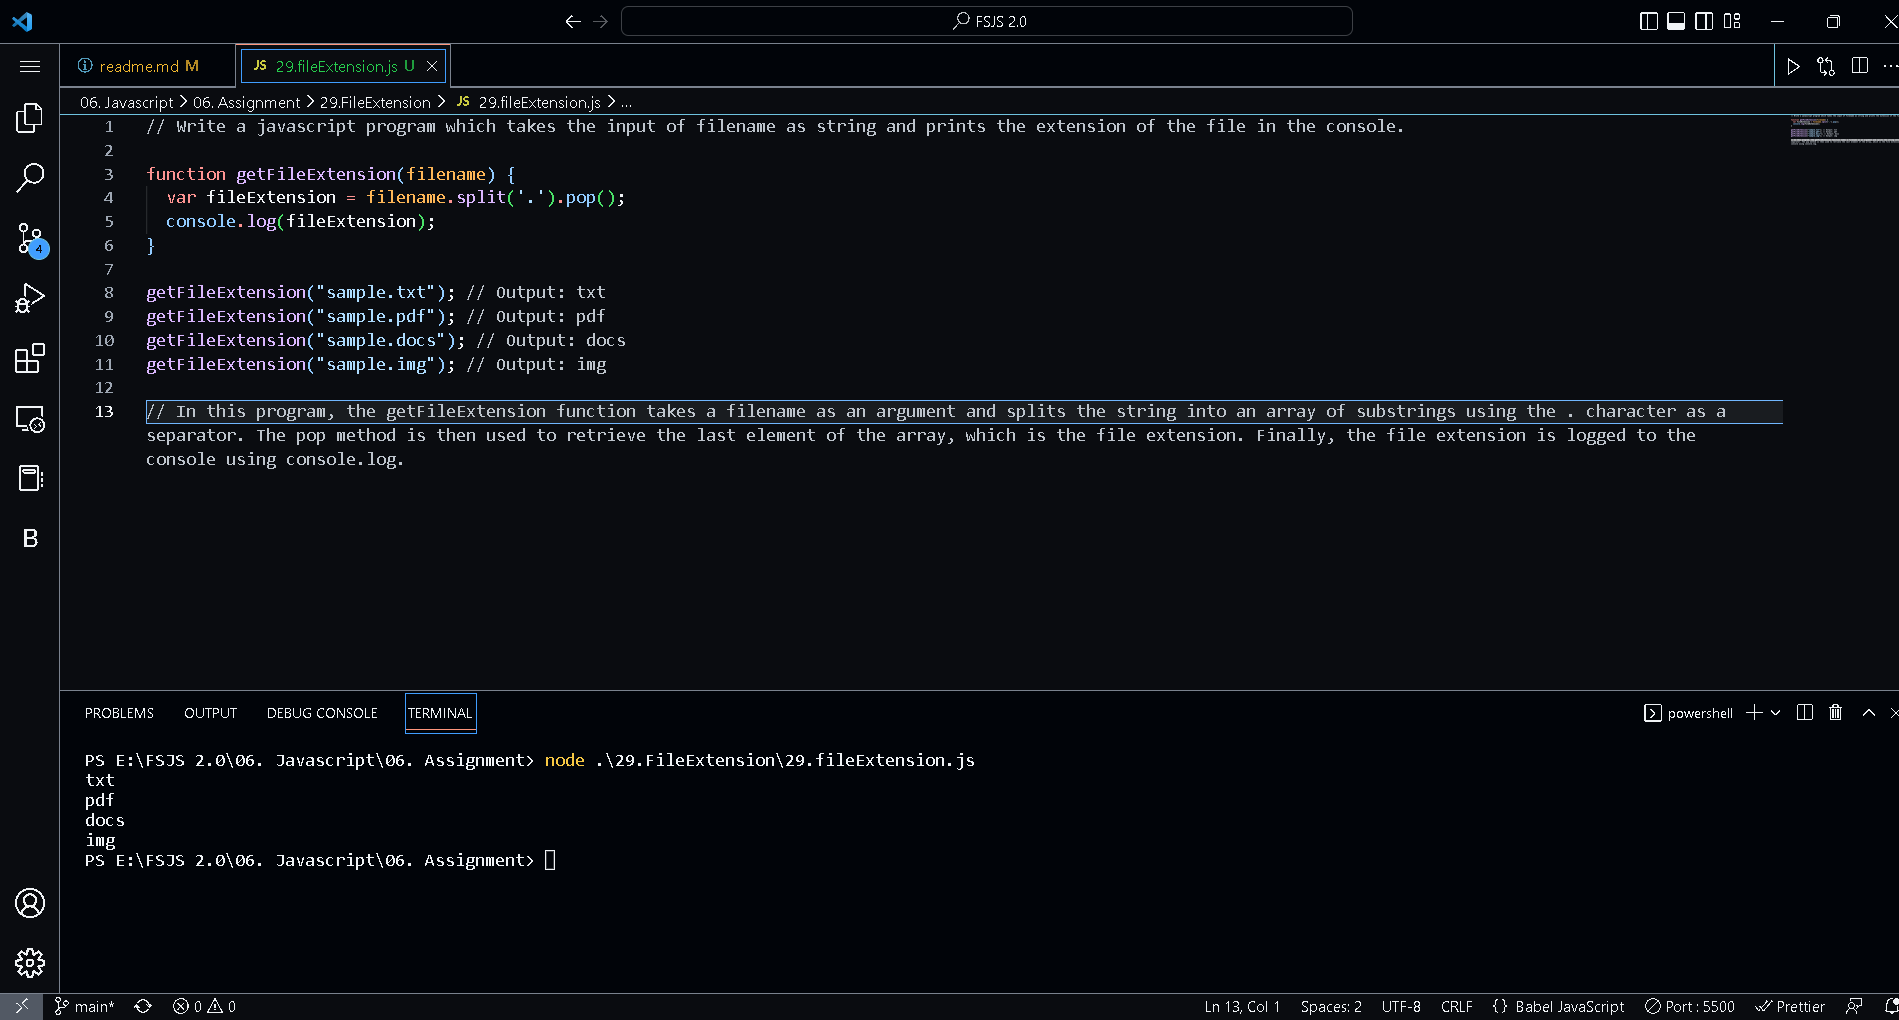 FSJS 2.0
readme.md M
JS 29.fileExtension.js U
06. Javascript > 06. Assignment > 29.FileExtension > JS 29.fileExtension.js > ...
1 // Write a javascript program which takes the input of filename as string and prints the extension of the file in the console.
2
3 function getFileExtension(filename) {
4 var fileExtension = filename.split('.').pop();
5 console.log(fileExtension);
6 }
7
8 getFileExtension("sample.txt"); // Output: txt
9 getFileExtension("sample.pdf"); // Output: pdf
10 getFileExtension("sample.docs"); // Output: docs
11 getFileExtension("sample.img"); // Output: img
12
13 // In this program, the getFileExtension function takes a filename as an argument and splits the string into an array of substrings using the . character as a
separator. The pop method is then used to retrieve the last element of the array, which is the file extension. Finally, the file extension is logged to the
console using console.log.
4
B
PROBLEMS OUTPUT DEBUG CONSOLE TERMINAL
powershell
PS E:\FSJS 2.0\06. Javascript\06. Assignment> node .\29.FileExtension\29.fileExtension.js
txt
pdf
docs
img
PS E:\FSJS 2.0\06. Javascript\06. Assignment>
main* 0 0 Ln 13, Col 1 Spaces: 2 UTF-8 CRLF {} Babel JavaScript Port : 5500 Prettier